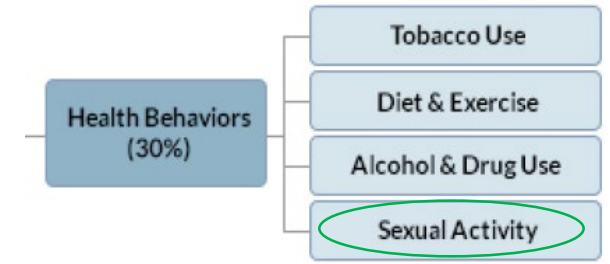 Health Behaviors
(30%)
Tobacco Use
Diet & Exercise
Alcohol & Drug Use
Sexual Activity